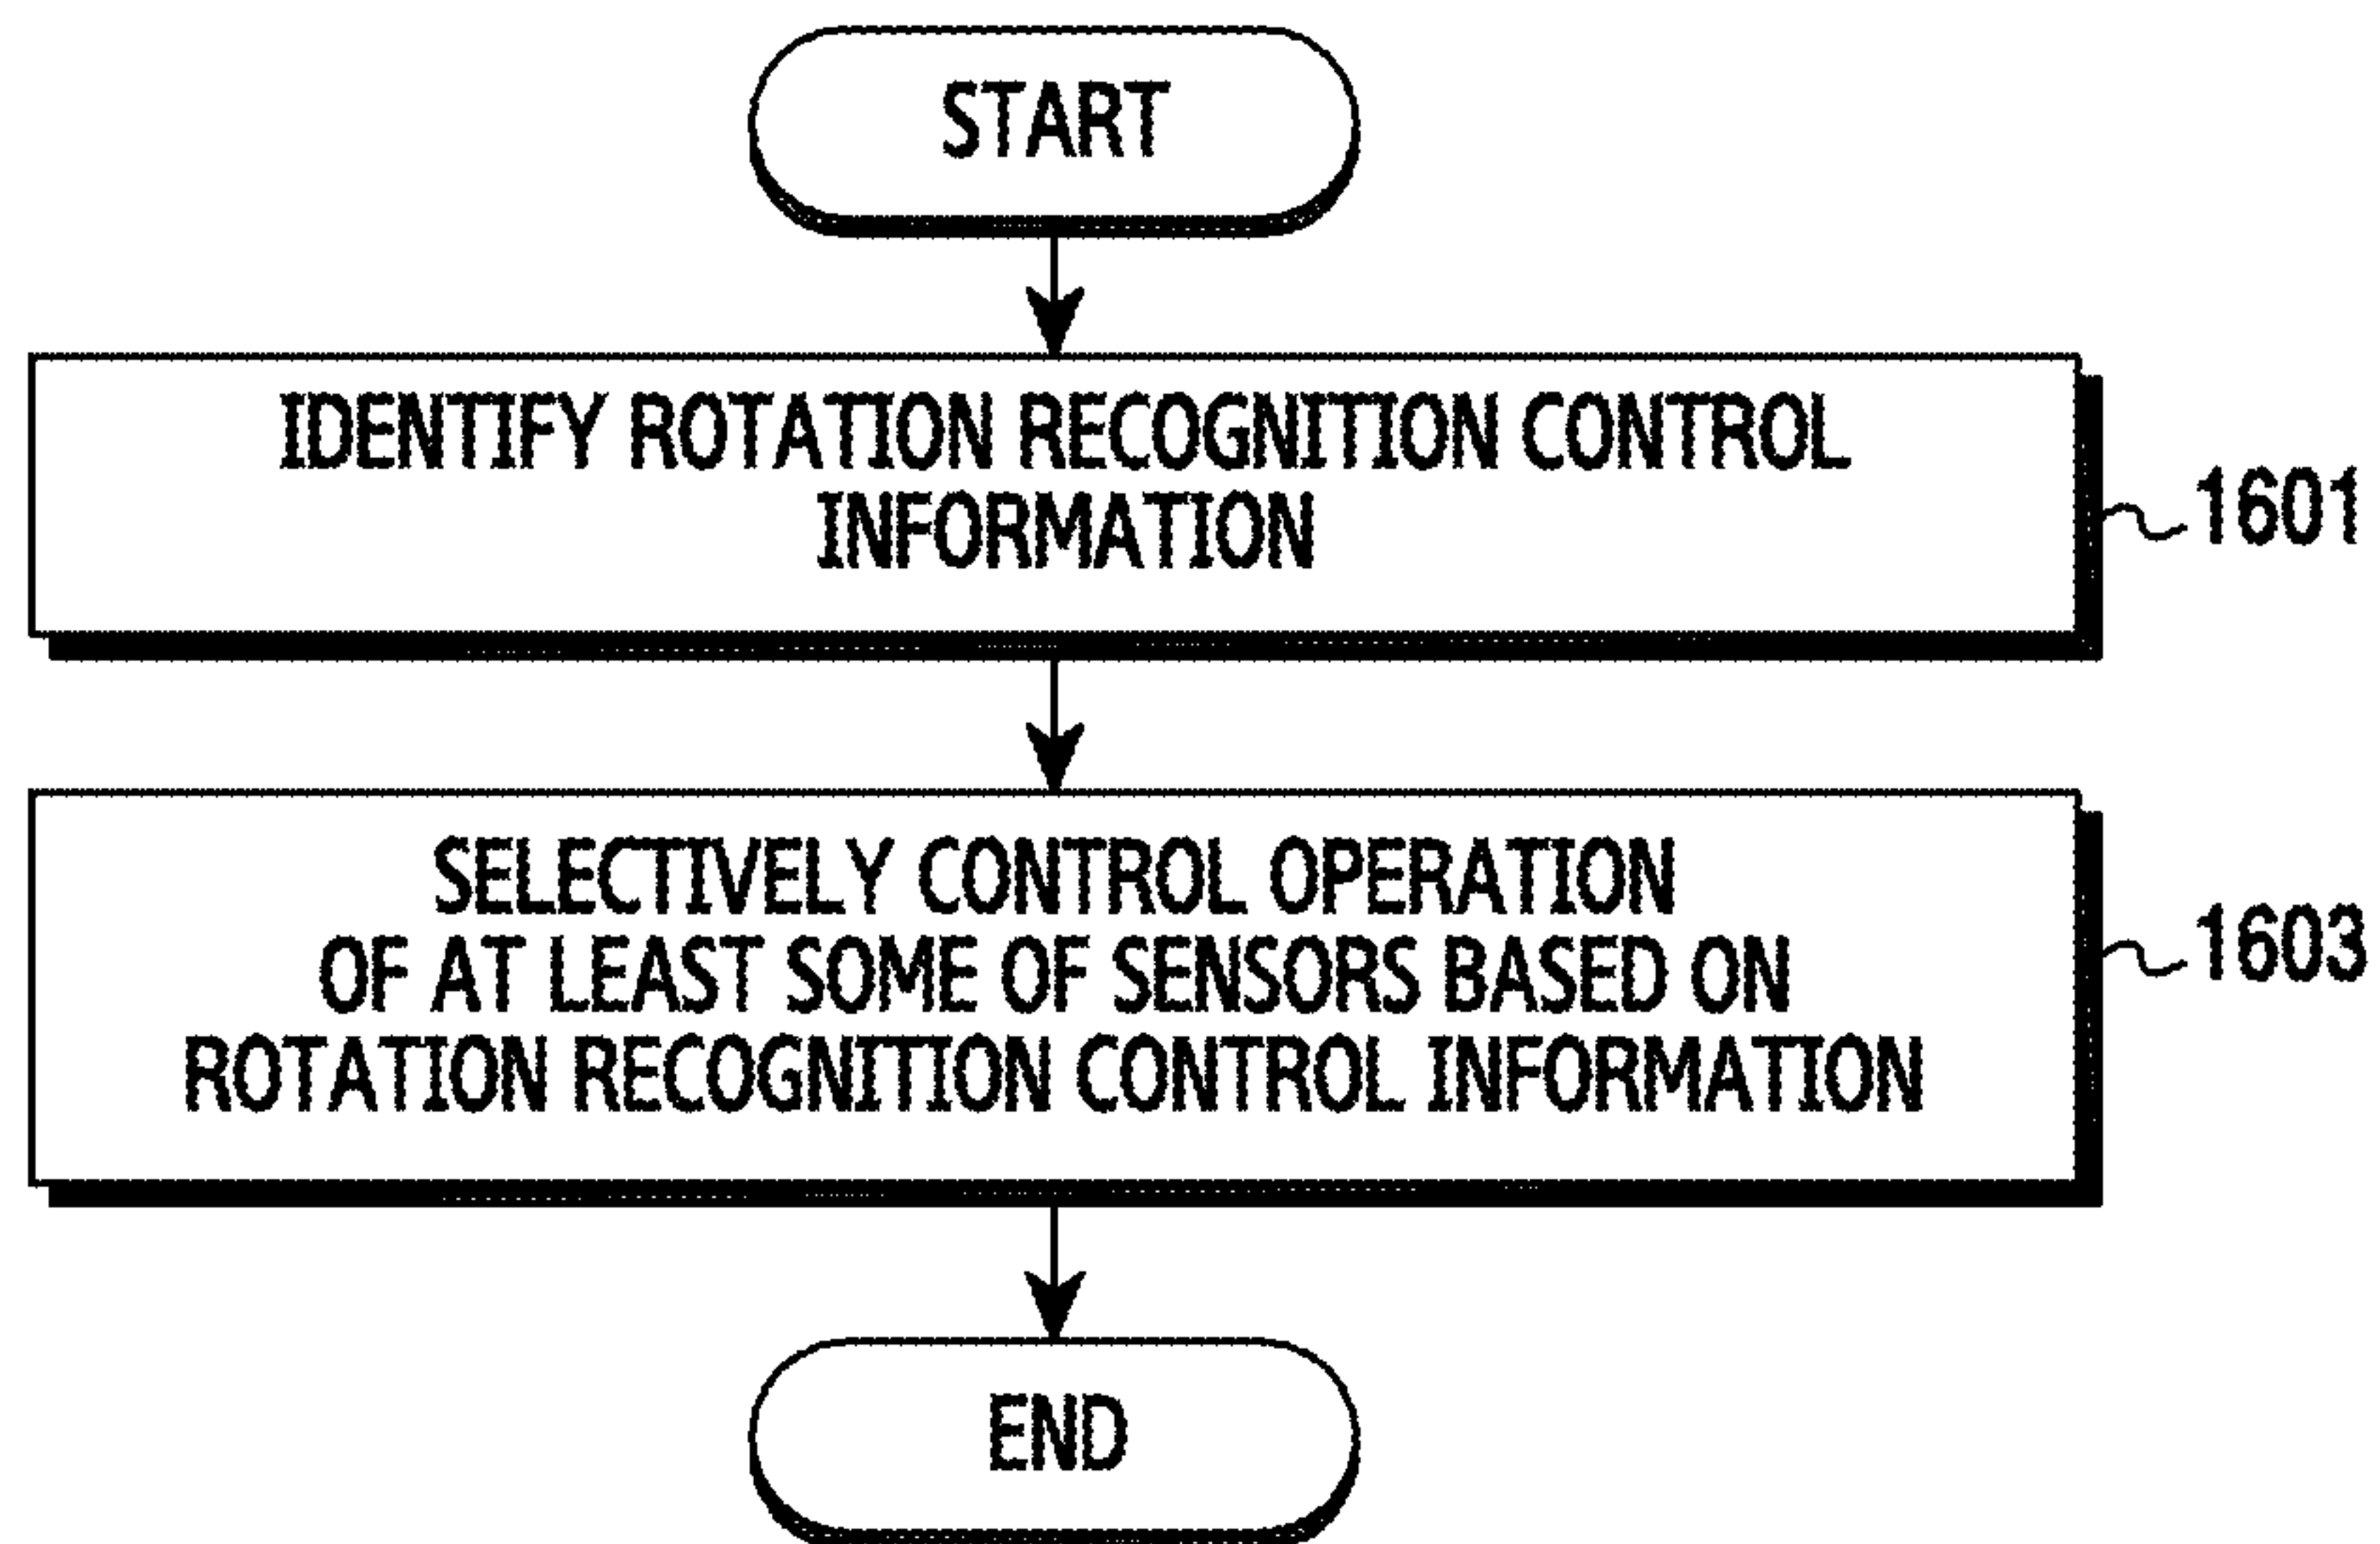 START
IDENTIFY ROTATION RECOGNITION CONTROL
INFORMATION
1601
SELECTIVELY CONTROL OPERATION
OF AT LEAST SOME OF SENSORS BASED ON
ROTATION RECOGNITION CONTROL INFORMATION
1603
END